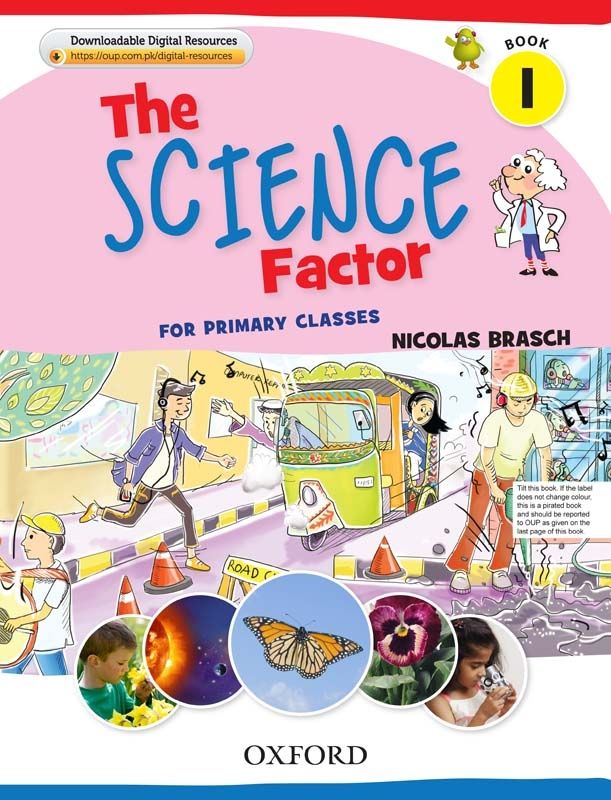 Downloadable Digital Resources
https://oup.com.pk/digital-resources
BOOK
1
The
SCIENCE
Factor
FOR PRIMARY CLASSES
NICOLAS BRASCH
Tilt this book. If the label
does not change colour,
this is a pirated book
and should be reported
to OUP as given on the
last page of this book.
ROAD
OXFORD